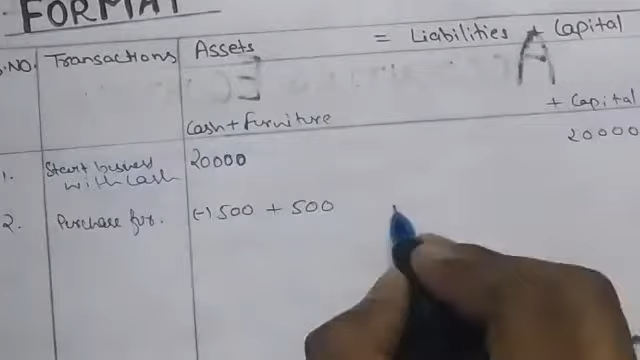 FORMAT
S.NO. Transactions Assets = Liabilities + Capital
Cash + Furniture + Capital
1. Start business with Cash 20000 20000
2. Purchase fur. (-) 500 + 500